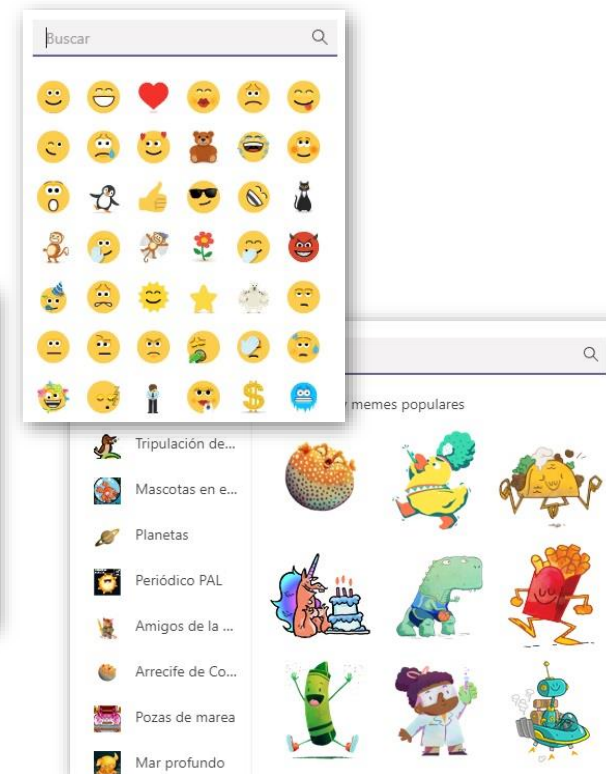 Buscar
y memes populares
Tripulación de...
Mascotas en e...
Planetas
Periódico PAL
Amigos de la ...
Arrecife de Co...
Pozas de marea
Mar profundo